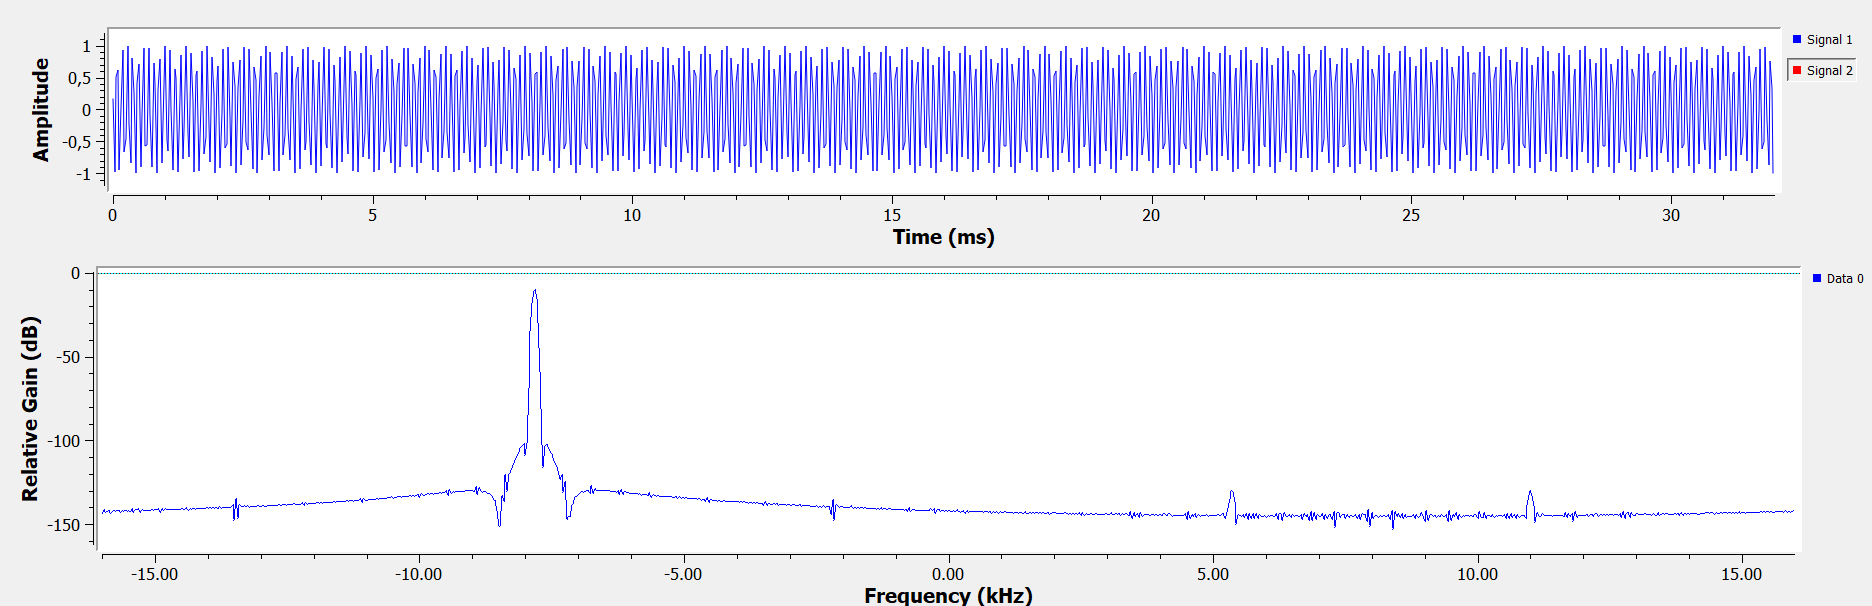 Amplitude
1
0,5
0
-0,5
-1
0 5 10 15 20 25 30
Time (ms)
Signal 1
Signal 2
Relative Gain (dB)
0
-50
-100
-150
-15.00 -10.00 -5.00 0.00 5.00 10.00 15.00
Frequency (kHz)
Data 0